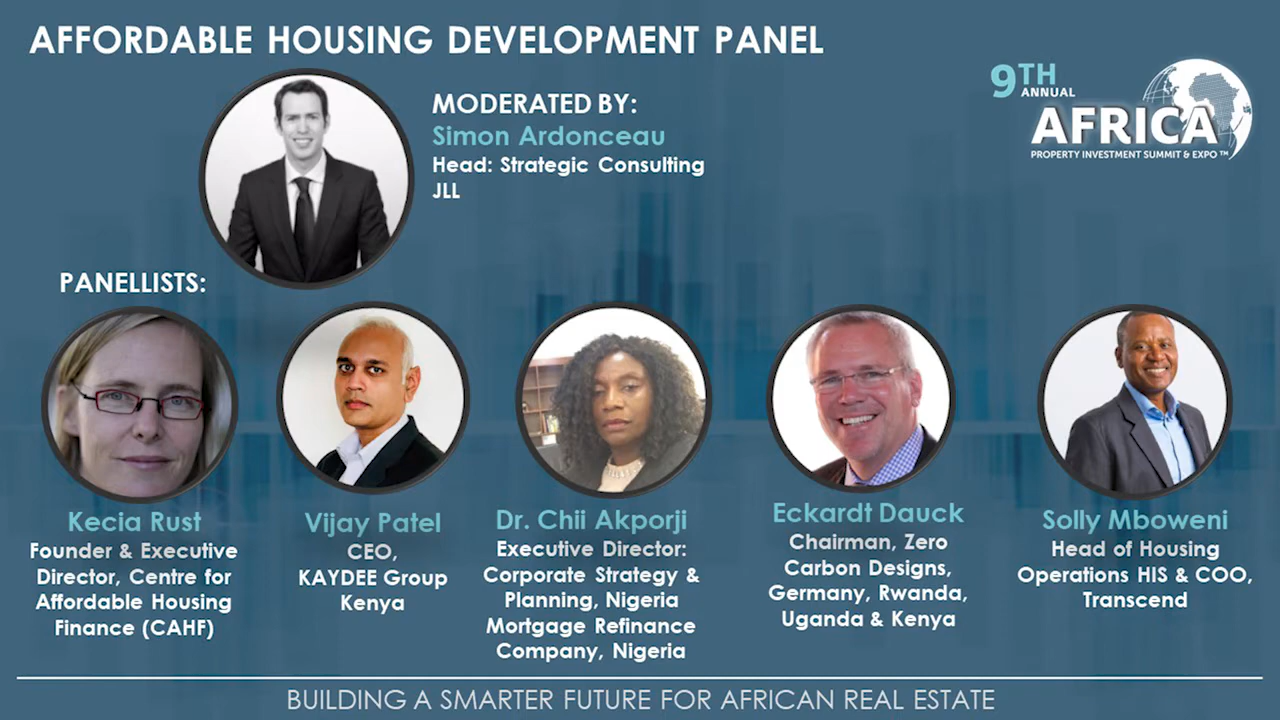 AFFORDABLE HOUSING DEVELOPMENT PANEL
9TH
ANNUAL
AFRICA
PROPERTY INVESTMENT SUMMIT & EXPO ™
MODERATED BY:
Simon Ardonceau
Head: Strategic Consulting
JLL
PANELLISTS:
Kecia Rust
Founder & Executive
Director, Centre for
Affordable Housing
Finance (CAHF)
Vijay Patel
CEO,
KAYDEE Group
Kenya
Dr. Chii Akporji
Executive Director:
Corporate Strategy &
Planning, Nigeria
Mortgage Refinance
Company, Nigeria
Eckardt Dauck
Chairman, Zero
Carbon Designs,
Germany, Rwanda,
Uganda & Kenya
Solly Mboweni
Head of Housing
Operations HIS & COO,
Transcend
BUILDING A SMARTER FUTURE FOR AFRICAN REAL ESTATE